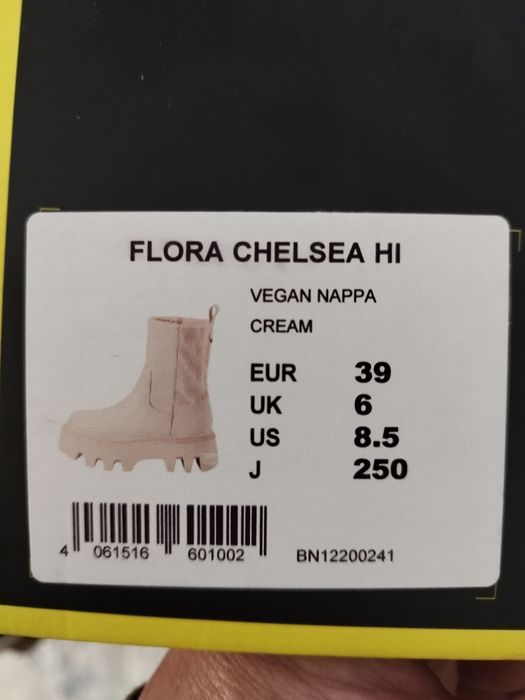 FLORA CHELSEA HI
VEGAN NAPPA
CREAM
EUR 39
UK 6
US 8.5
J 250
4 061516 601002
BN12200241